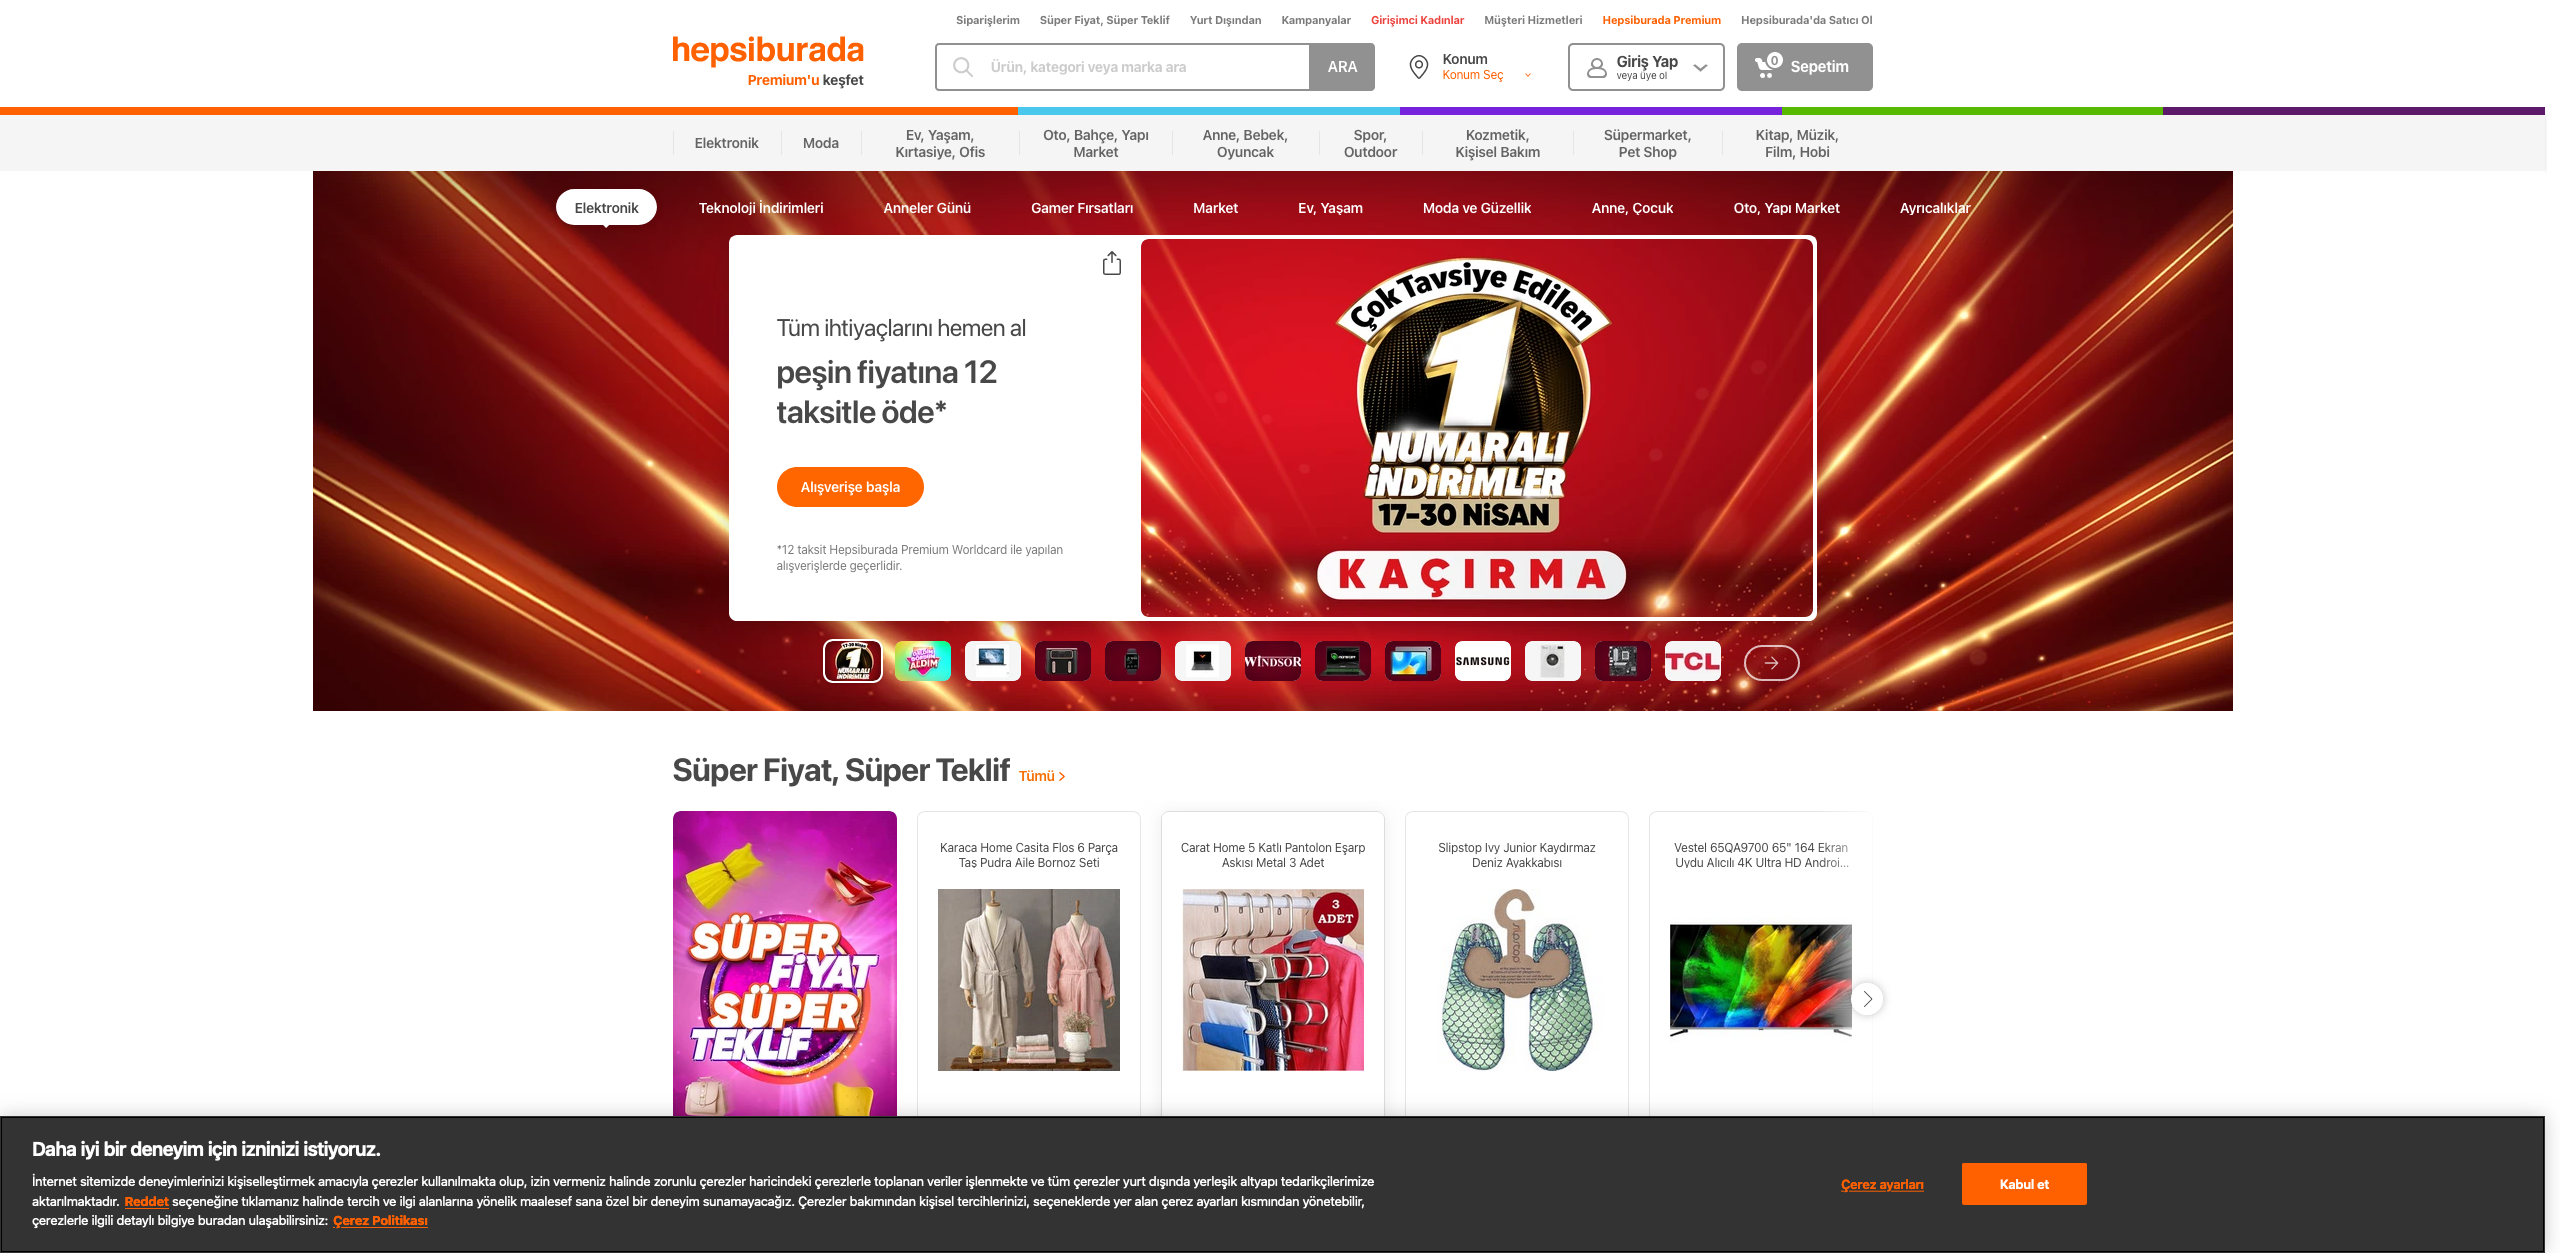 Siparişlerim
Süper Fiyat, Süper Teklif
Yurt Dışından
Kampanyalar
Girişimci Kadınlar
Müşteri Hizmetleri
Hepsiburada Premium
Hepsiburada'da Satıcı Ol
hepsiburada
Premium'u keşfet
Ürün, kategori veya marka ara
ARA
Konum
Konum Seç
Giriş Yap
veya üye ol
0
Sepetim
Elektronik
Moda
Ev, Yaşam,
Kırtasiye, Ofis
Oto, Bahçe, Yapı
Market
Anne, Bebek,
Oyuncak
Spor,
Outdoor
Kozmetik,
Kişisel Bakım
Süpermarket,
Pet Shop
Kitap, Müzik,
Film, Hobi
Elektronik
Teknoloji İndirimleri
Anneler Günü
Gamer Fırsatları
Market
Ev, Yaşam
Moda ve Güzellik
Anne, Çocuk
Oto, Yapı Market
Ayrıcalıklar
Tüm ihtiyaçlarını hemen al
peşin fiyatına 12
taksitle öde*
Alışverişe başla
*12 taksit Hepsiburada Premium Worldcard ile yapılan
alışverişlerde geçerlidir.
Çok Tavsiye Edilen
1
NUMARALI
İNDİRİMLER
17-30 NİSAN
KAÇIRMA
17-30 Nisan
1
NUMARALI
İNDİRİMLER
ALDIM
WİNDSOR
SAMSUNG
TCL
Süper Fiyat, Süper Teklif
Tümü >
SÜPER
FİYAT
SÜPER
TEKLİF
Karaca Home Casita Flos 6 Parça
Taş Pudra Aile Bornoz Seti
Carat Home 5 Katlı Pantolon Eşarp
Askısı Metal 3 Adet
3
ADET
Slipstop Ivy Junior Kaydırmaz
Deniz Ayakkabısı
slipstop
Vestel 65QA9700 65" 164 Ekran
Uydu Alıcılı 4K Ultra HD Androi...
Daha iyi bir deneyim için izninizi istiyoruz.
İnternet sitemizde deneyimlerinizi kişiselleştirmek amacıyla çerezler kullanılmakta olup, izin vermeniz halinde zorunlu çerezler haricindeki çerezlerle toplanan veriler işlenmekte ve tüm çerezler yurt dışında yerleşik altyapı tedarikçilerimize
aktarılmaktadır. Reddet seçeneğine tıklamanız halinde tercih ve ilgi alanlarına yönelik maalesef sana özel bir deneyim sunamayacağız. Çerezler bakımından kişisel tercihlerinizi, seçeneklerde yer alan çerez ayarları kısmından yönetebilir,
çerezlerle ilgili detaylı bilgiye buradan ulaşabilirsiniz: Çerez Politikası
Çerez ayarları
Kabul et